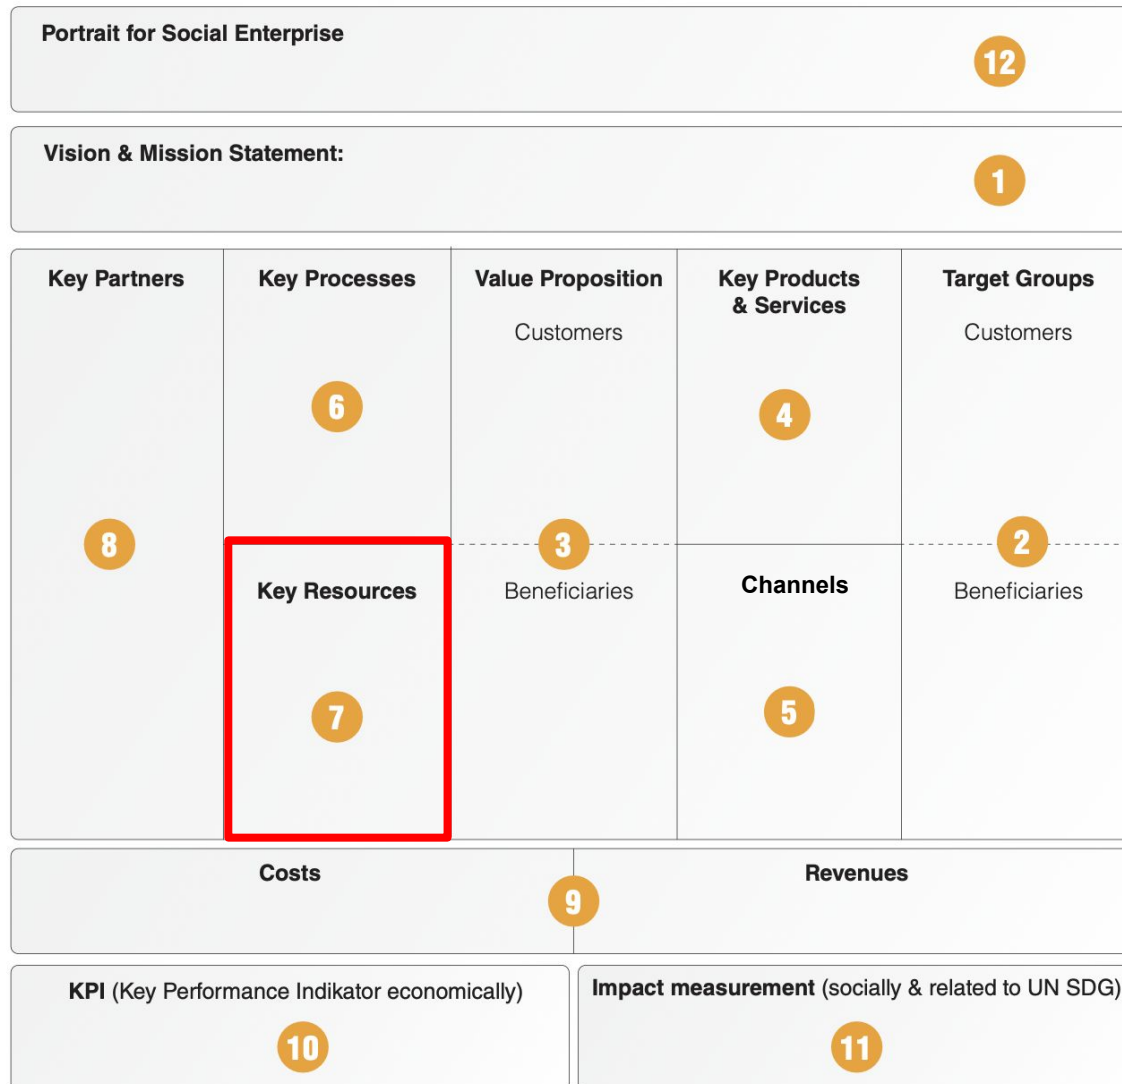 Portrait for Social Enterprise
12
Vision & Mission Statement:
1
Key Partners
8
Key Processes
6
Key Resources
7
Value Proposition
Customers
3
Beneficiaries
Key Products
& Services
4
Channels
5
Target Groups
Customers
2
Beneficiaries
Costs
9
Revenues
KPI (Key Performance Indikator economically)
10
Impact measurement (socially & related to UN SDG)
11